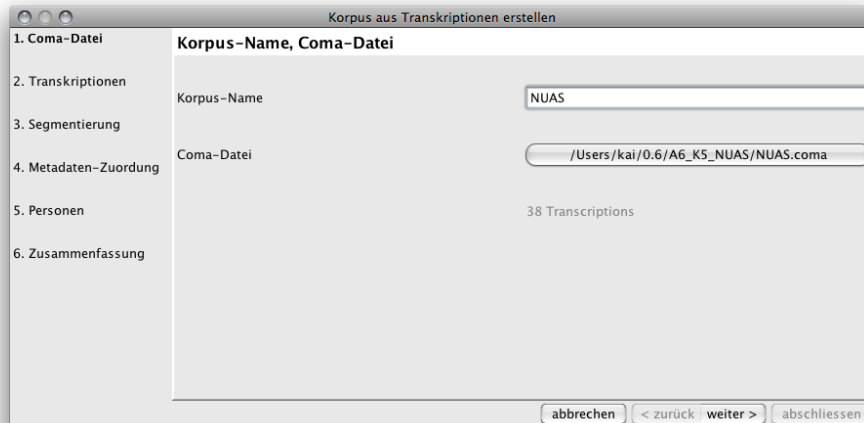 Korpus aus Transkriptionen erstellen
1. Coma-Datei
2. Transkriptionen
3. Segmentierung
4. Metadaten-Zuordung
5. Personen
6. Zusammenfassung
Korpus-Name, Coma-Datei
Korpus-Name NUAS
Coma-Datei /Users/kai/0.6/A6_K5_NUAS/NUAS.coma
38 Transcriptions
abbrechen < zurück weiter > abschliessen